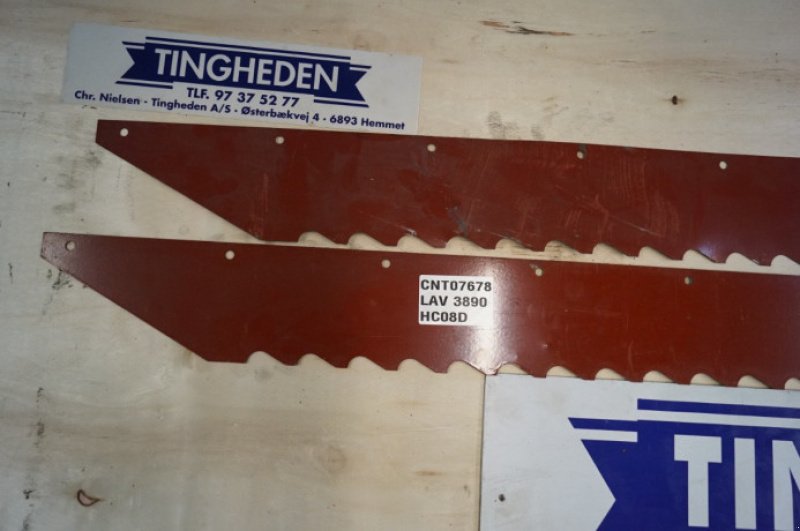 TINGHEDEN
TLF. 97 37 52 77
Chr. Nielsen - Tingheden A/S - Østerbækvej 4 - 6893 Hemmet
CNT07678
LAV 3890
HC08D
TIN